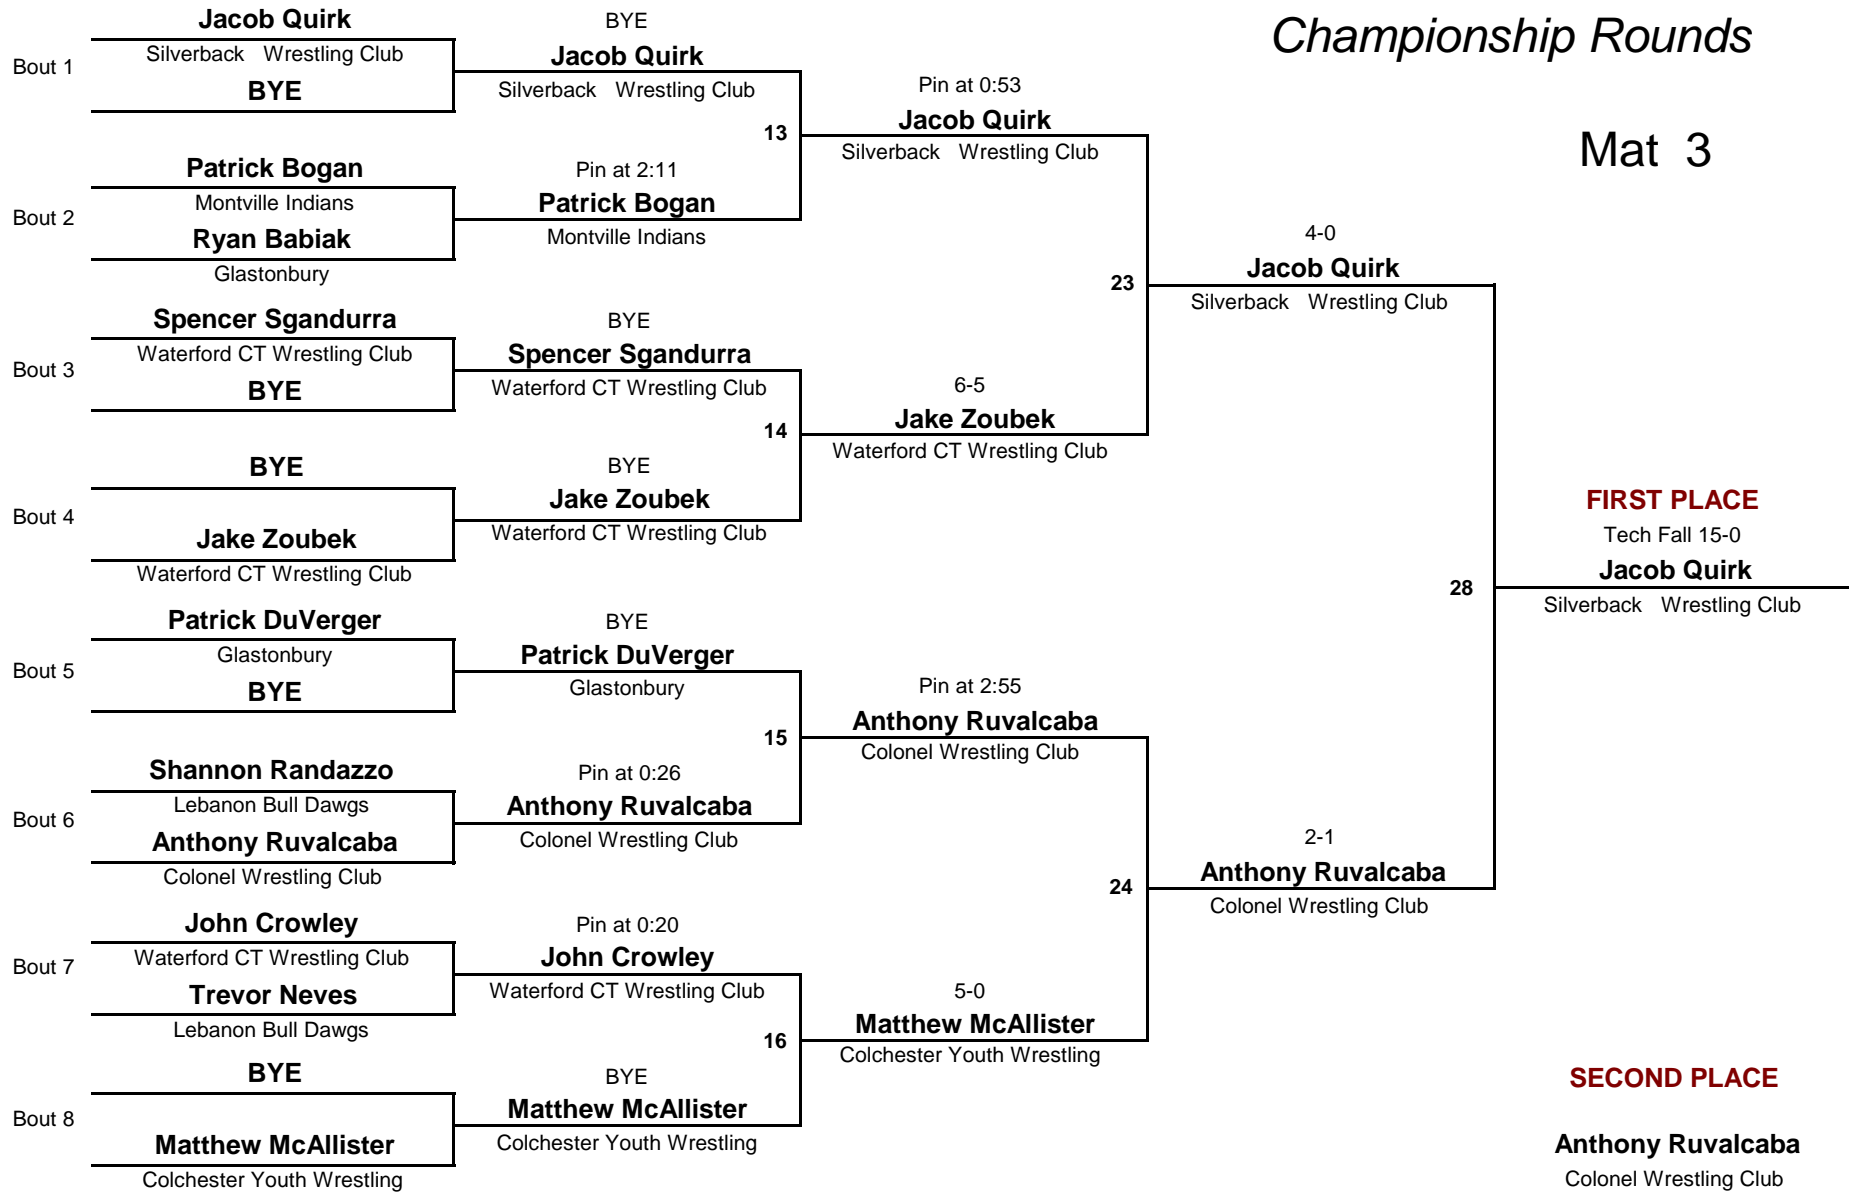 Championship Rounds
Mat 3
Bout 1
Jacob Quirk
Silverback Wrestling Club
BYE
Bout 2
Patrick Bogan
Montville Indians
Ryan Babiak
Glastonbury
Bout 3
Spencer Sgandurra
Waterford CT Wrestling Club
BYE
Bout 4
BYE
Jake Zoubek
Waterford CT Wrestling Club
Bout 5
Patrick DuVerger
Glastonbury
BYE
Bout 6
Shannon Randazzo
Lebanon Bull Dawgs
Anthony Ruvalcaba
Colonel Wrestling Club
Bout 7
John Crowley
Waterford CT Wrestling Club
Trevor Neves
Lebanon Bull Dawgs
Bout 8
BYE
Matthew McAllister
Colchester Youth Wrestling
BYE
Jacob Quirk
Silverback Wrestling Club
13
Pin at 2:11
Patrick Bogan
Montville Indians
BYE
Spencer Sgandurra
Waterford CT Wrestling Club
14
BYE
Jake Zoubek
Waterford CT Wrestling Club
BYE
Patrick DuVerger
Glastonbury
15
Pin at 0:26
Anthony Ruvalcaba
Colonel Wrestling Club
Pin at 0:20
John Crowley
Waterford CT Wrestling Club
16
BYE
Matthew McAllister
Colchester Youth Wrestling
Pin at 0:53
Jacob Quirk
Silverback Wrestling Club
23
6-5
Jake Zoubek
Waterford CT Wrestling Club
Pin at 2:55
Anthony Ruvalcaba
Colonel Wrestling Club
24
5-0
Matthew McAllister
Colchester Youth Wrestling
4-0
Jacob Quirk
Silverback Wrestling Club
28
2-1
Anthony Ruvalcaba
Colonel Wrestling Club
FIRST PLACE
Tech Fall 15-0
Jacob Quirk
Silverback Wrestling Club
SECOND PLACE
Anthony Ruvalcaba
Colonel Wrestling Club